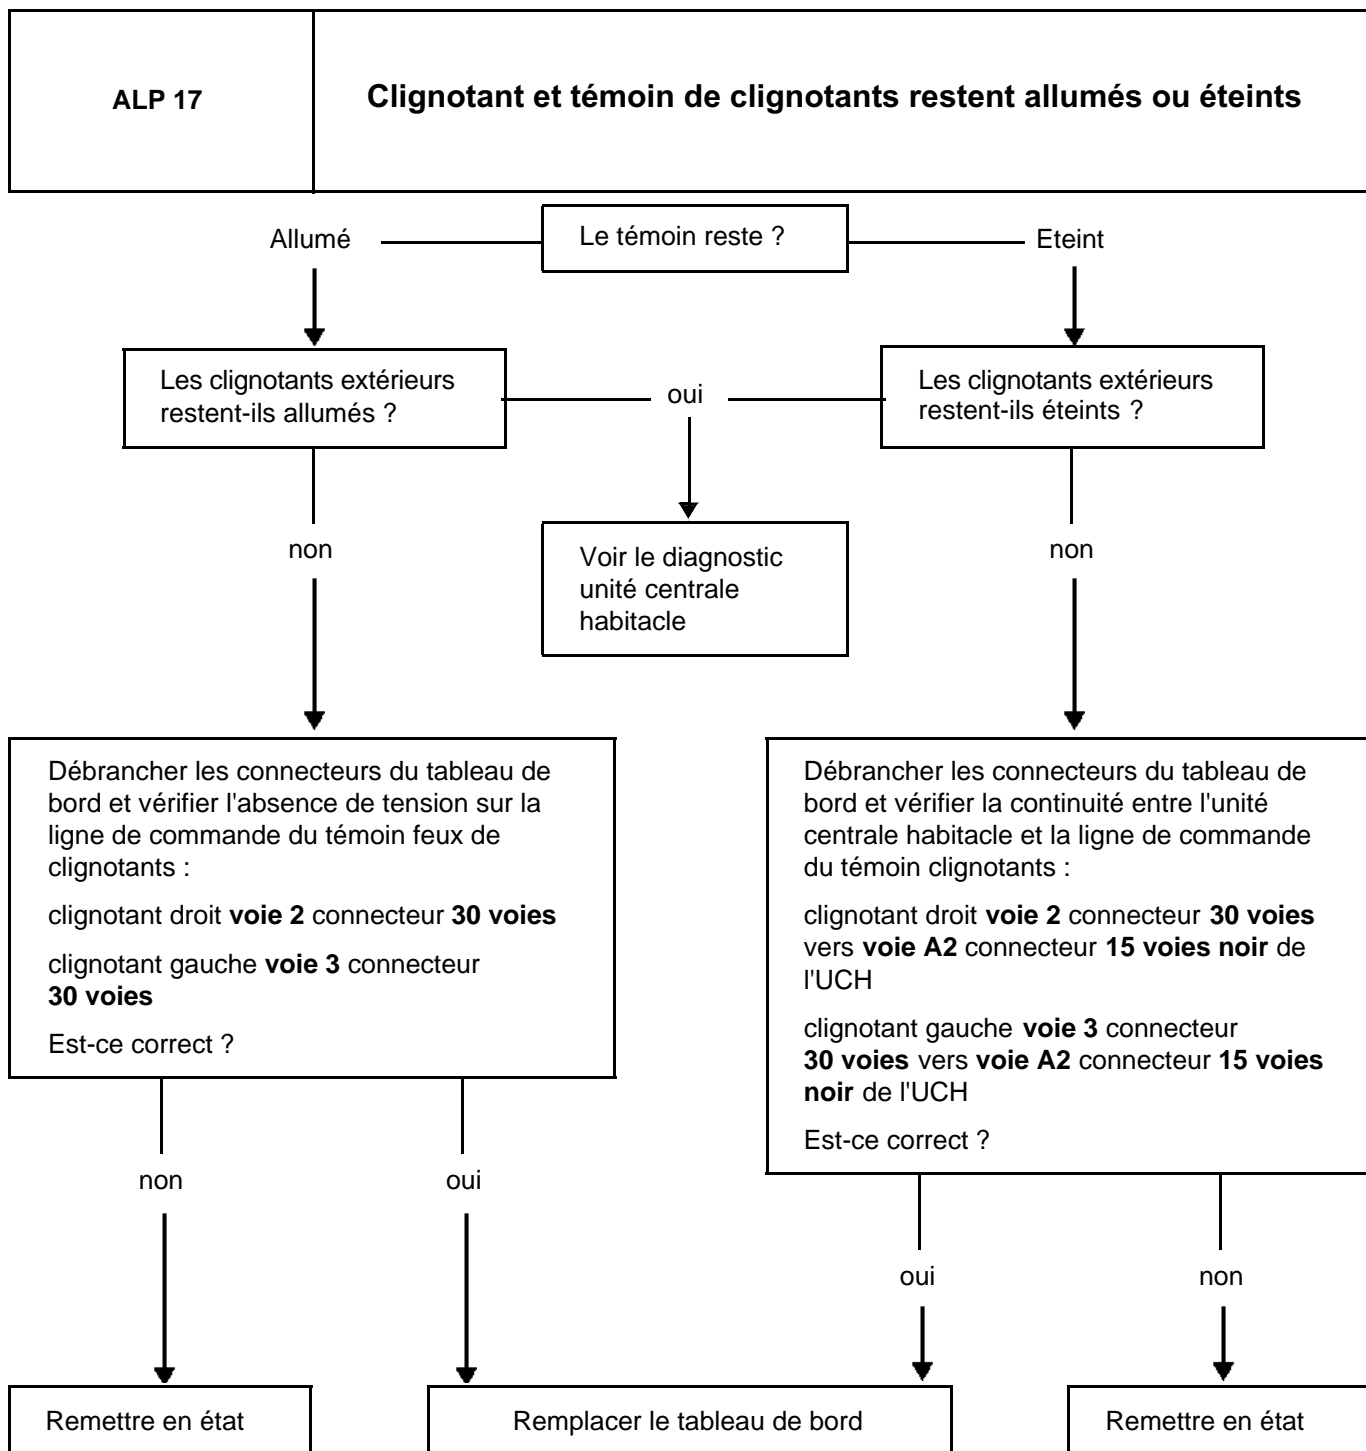 ALP 17
Clignotant et témoin de clignotants restent allumés ou éteints
Allumé
Le témoin reste ?
Eteint
Les clignotants extérieurs
restent-ils allumés ?
oui
Les clignotants extérieurs
restent-ils éteints ?
non
Voir le diagnostic
unité centrale
habitacle
non
Débrancher les connecteurs du tableau de
bord et vérifier l'absence de tension sur la
ligne de commande du témoin feux de
clignotants :
clignotant droit voie 2 connecteur 30 voies
clignotant gauche voie 3 connecteur
30 voies
Est-ce correct ?
Débrancher les connecteurs du tableau de
bord et vérifier la continuité entre l'unité
centrale habitacle et la ligne de commande
du témoin clignotants :
clignotant droit voie 2 connecteur 30 voies
vers voie A2 connecteur 15 voies noir de
l'UCH
clignotant gauche voie 3 connecteur
30 voies vers voie A2 connecteur 15 voies
noir de l'UCH
Est-ce correct ?
non
oui
oui
non
Remettre en état
Remplacer le tableau de bord
Remettre en état